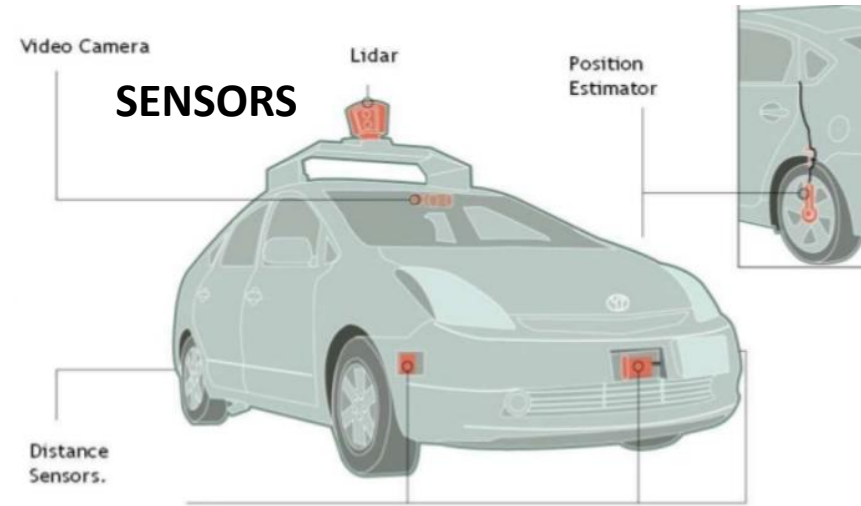 Video Camera
SENSORS
Lidar
Position
Estimator
Distance
Sensors.